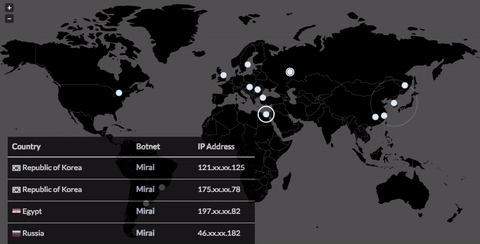 +
-
Country Botnet IP Address
Republic of Korea Mirai 121.xx.xx.125
Republic of Korea Mirai 175.xx.xx.78
Egypt Mirai 197.xx.xx.82
Russia Mirai 46.xx.xx.182